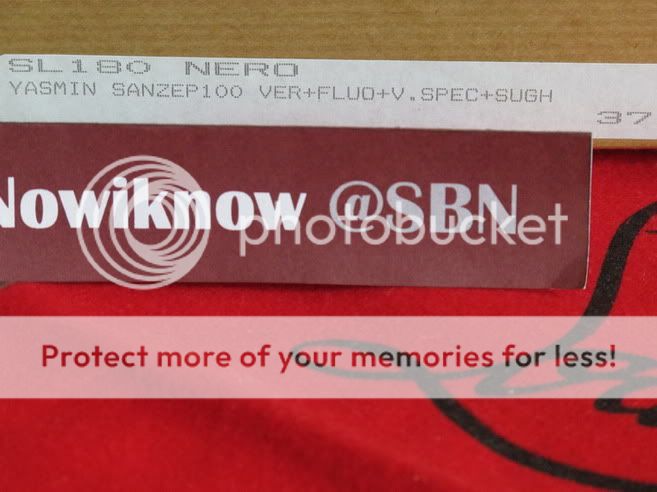 SL180 NERO
YASMIN SANZEP100 VER+FLUO+V.SPEC+SUGH
37
Nowiknow @SBN
photobucket
Protect more of your memories for less!